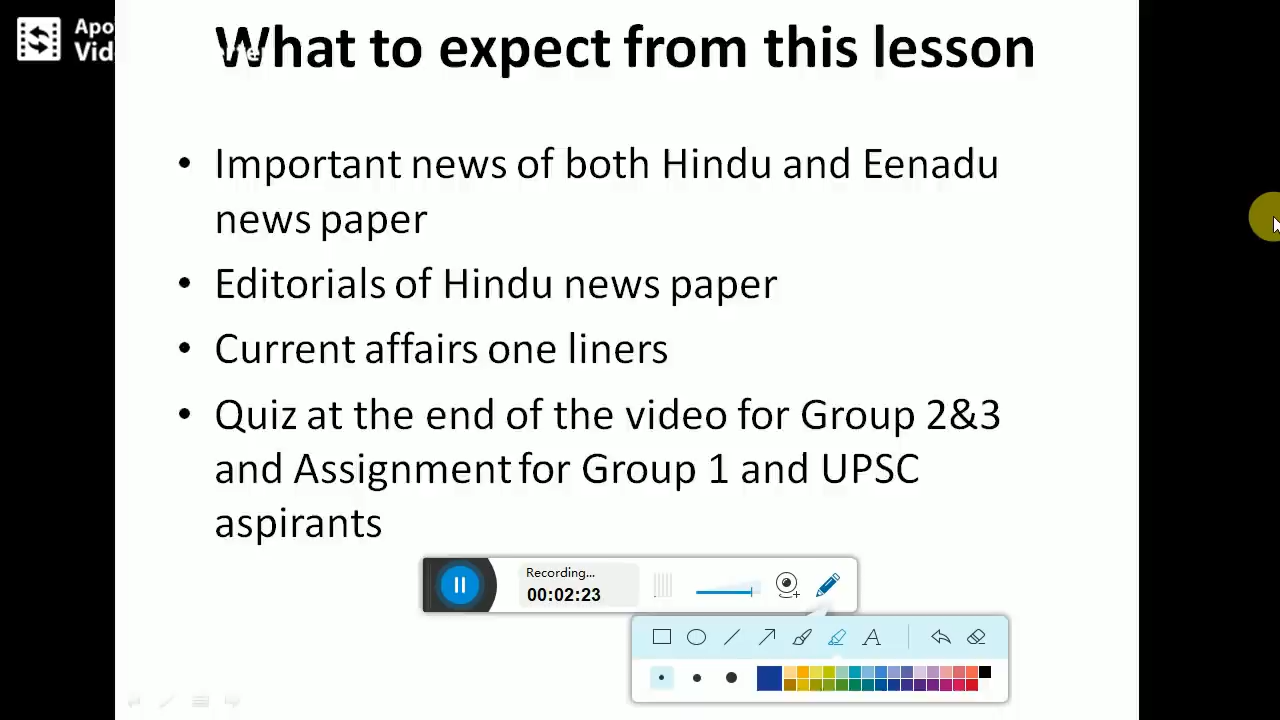 Apo
Vid
What to expect from this lesson
• Important news of both Hindu and Eenadu
news paper
• Editorials of Hindu news paper
• Current affairs one liners
• Quiz at the end of the video for Group 2&3
and Assignment for Group 1 and UPSC
aspirants
Recording...
00:02:23
A